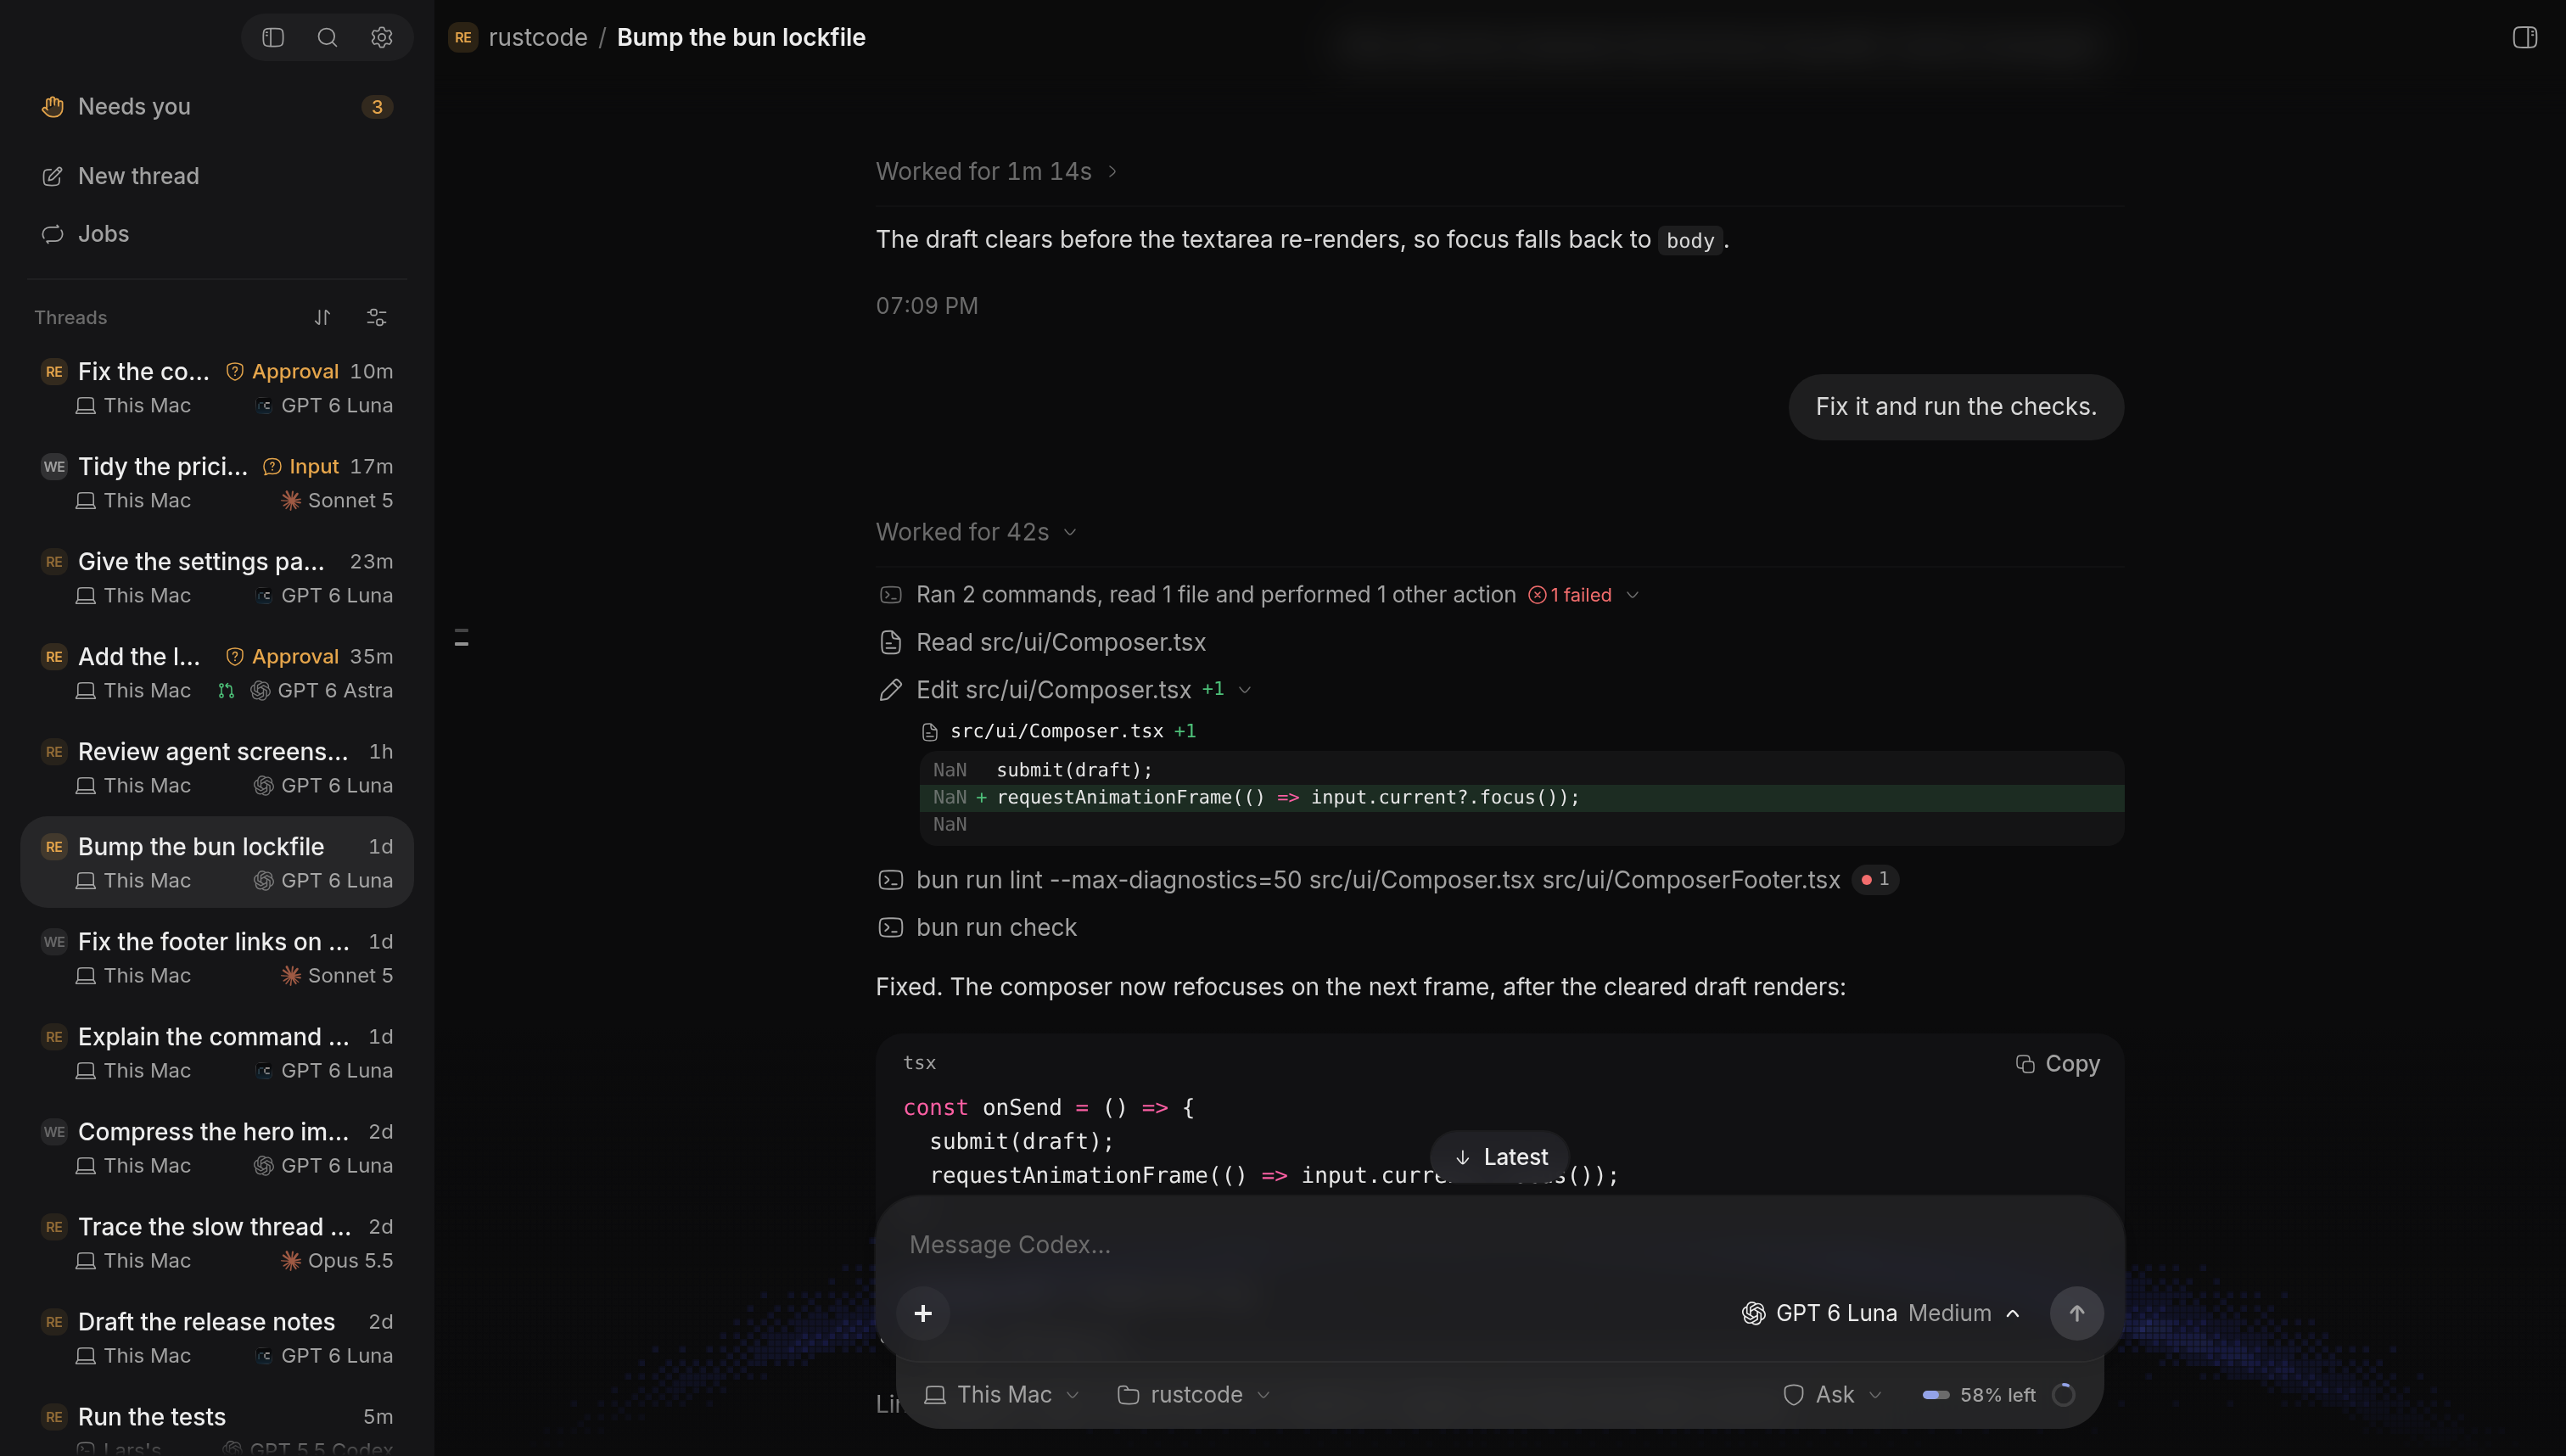 Needs you 3
New thread
Jobs
Threads
RE Fix the co... Approval 10m
This Mac rc GPT 6 Luna
WE Tidy the prici... Input 17m
This Mac Sonnet 5
RE Give the settings pa... 23m
This Mac rc GPT 6 Luna
RE Add the l... Approval 35m
This Mac GPT 6 Astra
RE Review agent screens... 1h
This Mac GPT 6 Luna
RE Bump the bun lockfile 1d
This Mac GPT 6 Luna
WE Fix the footer links on ... 1d
This Mac Sonnet 5
RE Explain the command ... 1d
This Mac rc GPT 6 Luna
WE Compress the hero im... 2d
This Mac GPT 6 Luna
RE Trace the slow thread ... 2d
This Mac Opus 5.5
RE Draft the release notes 2d
This Mac rc GPT 6 Luna
RE Run the tests 5m
Lars's GPT 5.5 Codex
RE rustcode / Bump the bun lockfile
Worked for 1m 14s
The draft clears before the textarea re-renders, so focus falls back to body.
07:09 PM
Fix it and run the checks.
Worked for 42s
Ran 2 commands, read 1 file and performed 1 other action 1 failed
Read src/ui/Composer.tsx
Edit src/ui/Composer.tsx +1
src/ui/Composer.tsx +1
NaN submit(draft);
NaN + requestAnimationFrame(() => input.current?.focus());
NaN
bun run lint --max-diagnostics=50 src/ui/Composer.tsx src/ui/ComposerFooter.tsx 1
bun run check
Fixed. The composer now refocuses on the next frame, after the cleared draft renders:
tsx Copy
const onSend = () => {
submit(draft);
requestAnimationFrame(() => input.curre s());
Latest
Message Codex...
GPT 6 Luna Medium
This Mac rustcode Ask 58% left